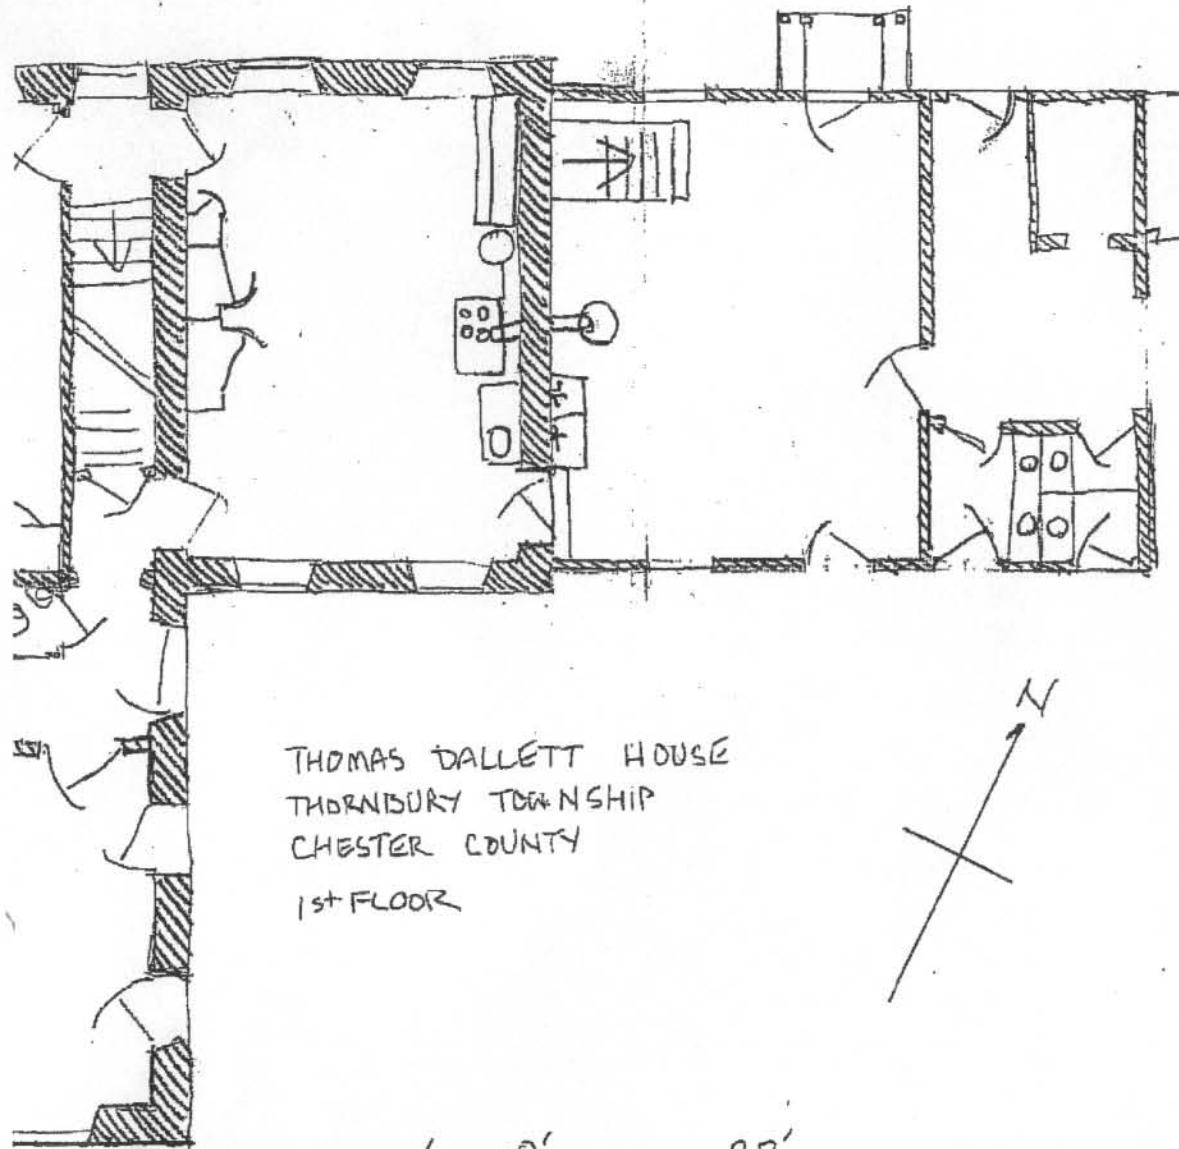 N
THOMAS DALLETT HOUSE
THORNBURY TOWNSHIP
CHESTER COUNTY
1st FLOOR